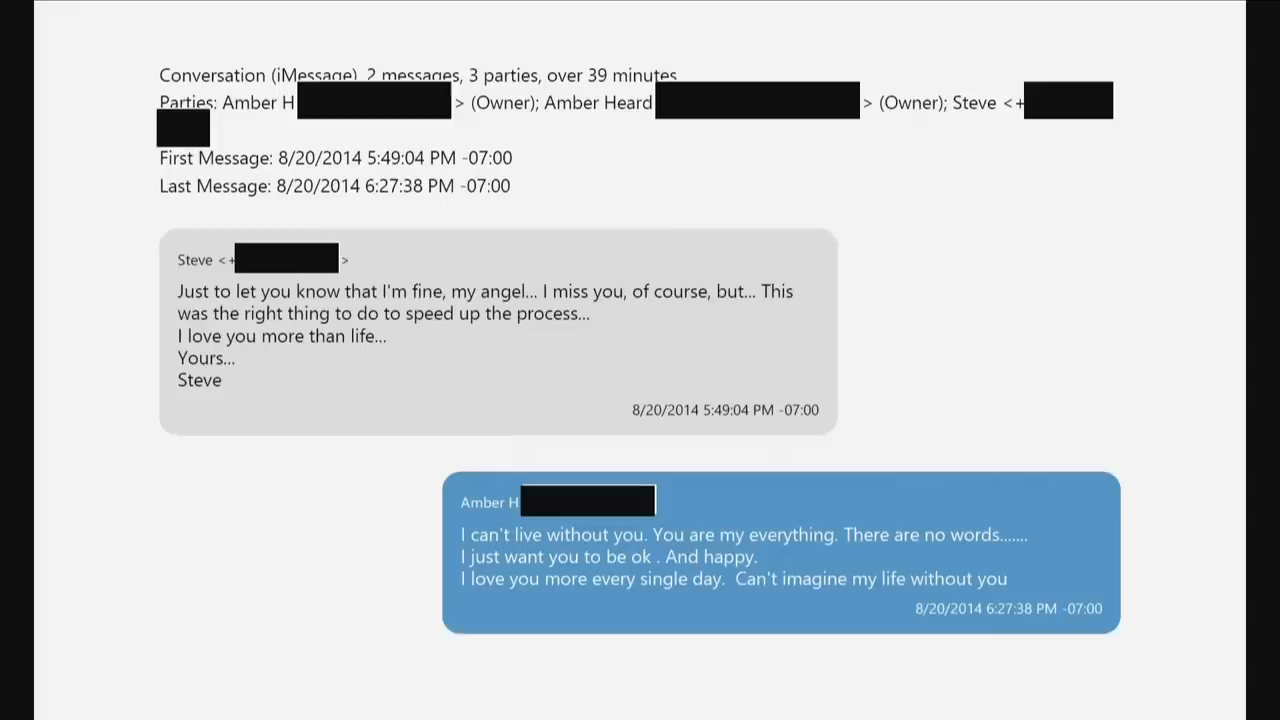 Conversation (iMessage), 2 messages, 3 parties, over 39 minutes
Parties: Amber H > (Owner); Amber Heard > (Owner); Steve <+
First Message: 8/20/2014 5:49:04 PM -07:00
Last Message: 8/20/2014 6:27:38 PM -07:00
Steve <+ >
Just to let you know that I'm fine, my angel... I miss you, of course, but... This
was the right thing to do to speed up the process...
I love you more than life...
Yours...
Steve
8/20/2014 5:49:04 PM -07:00
Amber H
I can't live without you. You are my everything. There are no words.......
I just want you to be ok . And happy.
I love you more every single day.  Can't imagine my life without you
8/20/2014 6:27:38 PM -07:00